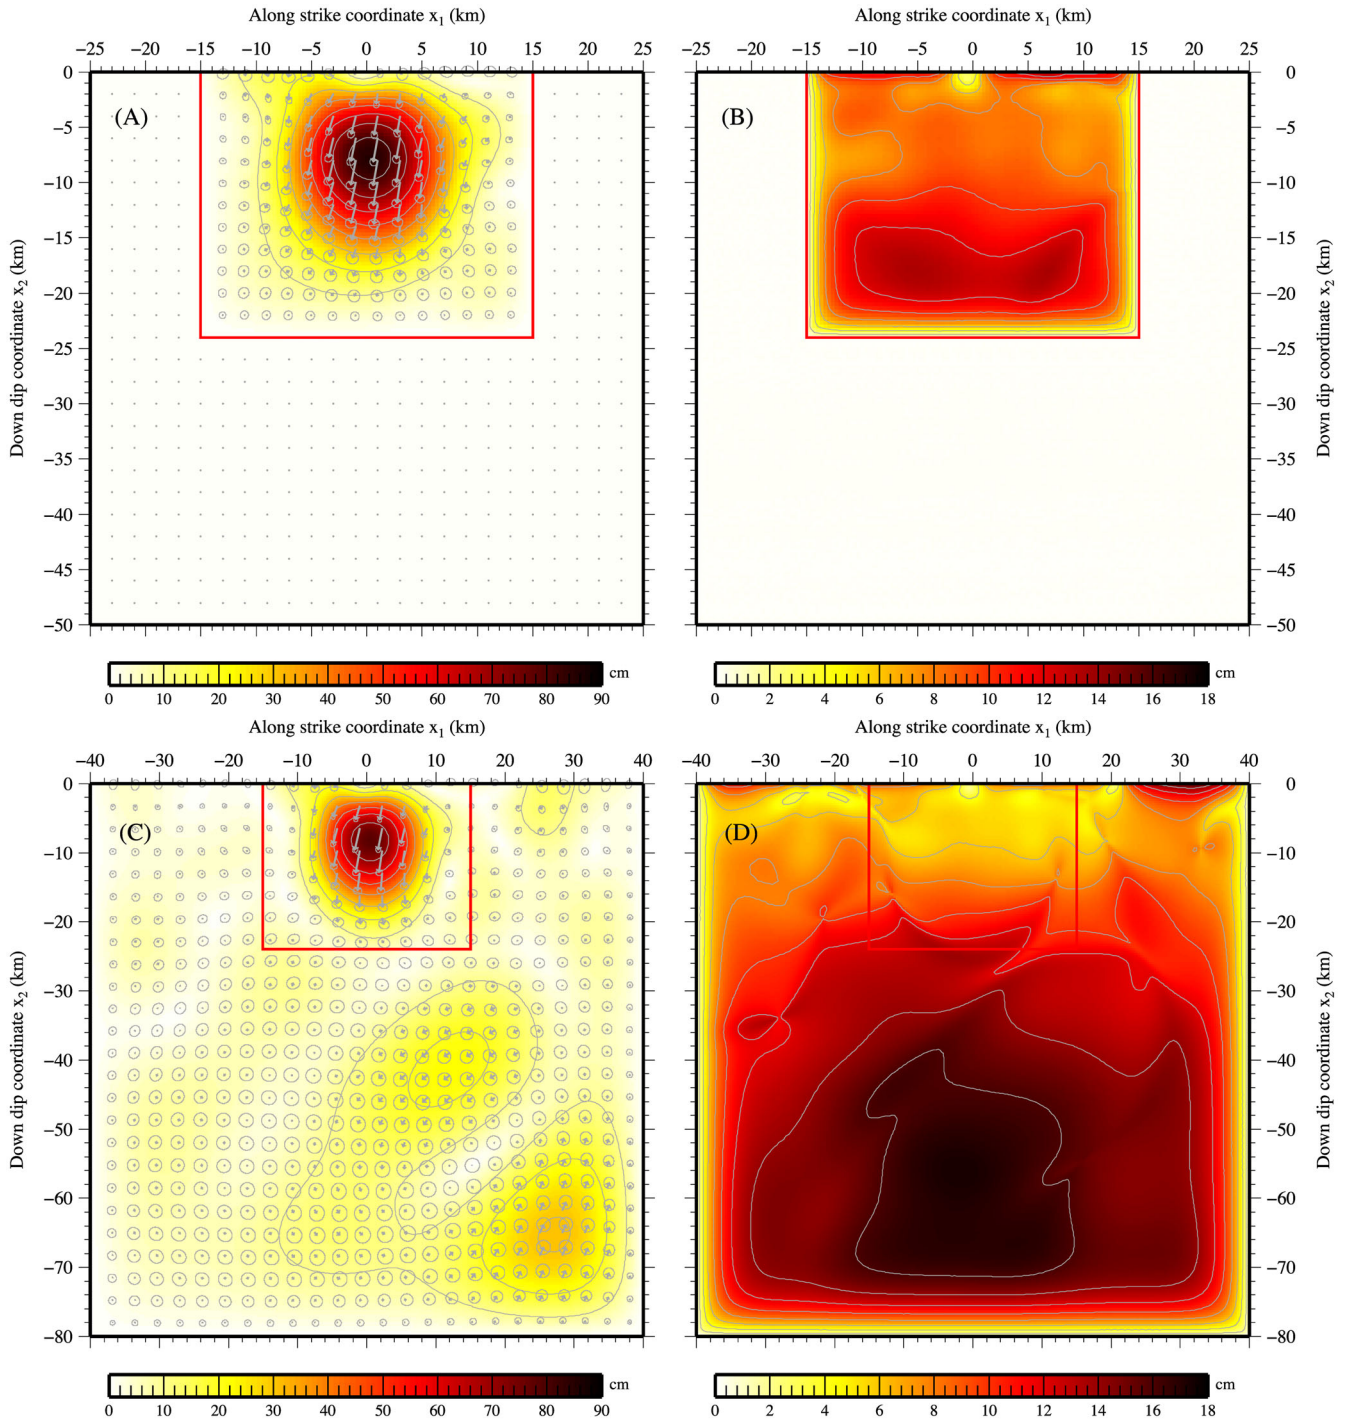 Along strike coordinate x1 (km)
Along strike coordinate x1 (km)
−25 −20 −15 −10 −5 0 5 10 15 20 25
−25 −20 −15 −10 −5 0 5 10 15 20 25
0
−5
−10
−15
−20
−25
−30
−35
−40
−45
−50
(A)
(B)
0
−5
−10
−15
−20
−25
−30
−35
−40
−45
−50
Down dip coordinate x2 (km)
Down dip coordinate x2 (km)
cm
0 10 20 30 40 50 60 70 80 90
cm
0 2 4 6 8 10 12 14 16 18
Along strike coordinate x1 (km)
Along strike coordinate x1 (km)
−40 −30 −20 −10 0 10 20 30 40
−40 −30 −20 −10 0 10 20 30 40
0
−10
−20
−30
−40
−50
−60
−70
−80
(C)
(D)
0
−10
−20
−30
−40
−50
−60
−70
−80
Down dip coordinate x2 (km)
Down dip coordinate x2 (km)
cm
0 10 20 30 40 50 60 70 80 90
cm
0 2 4 6 8 10 12 14 16 18